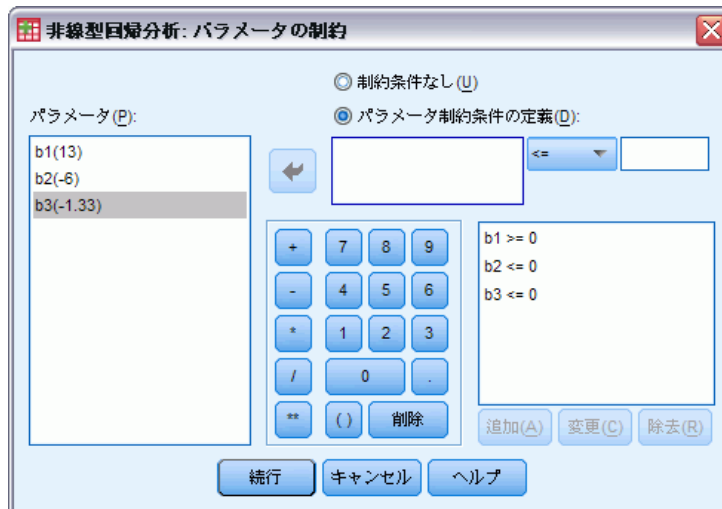 非線型回帰分析: パラメータの制約
制約条件なし(U)
パラメータ(P):
パラメータ制約条件の定義(D):
b1(13)
b2(-6)
b3(-1.33)
<=
+ 7 8 9
- 4 5 6
* 1 2 3
/ 0 .
** ( ) 削除
b1 >= 0
b2 <= 0
b3 <= 0
追加(A) 変更(C) 除去(R)
続行 キャンセル ヘルプ